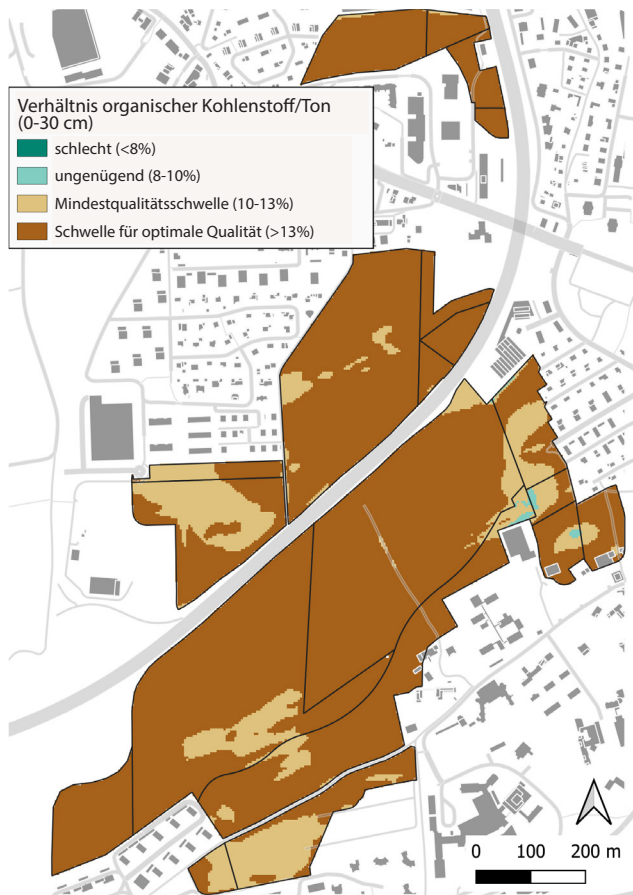 Verhältnis organischer Kohlenstoff/Ton
(0-30 cm)
schlecht (<8%)
ungenügend (8-10%)
Mindestqualitätsschwelle (10-13%)
Schwelle für optimale Qualität (>13%)
0 100 200 m